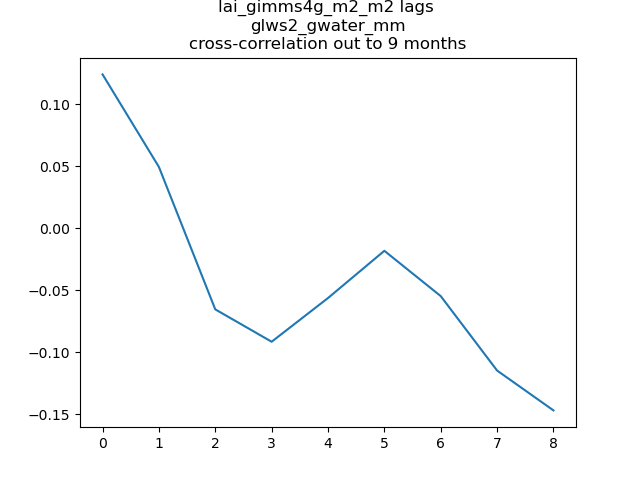 lai_gimms4g_m2_m2 lags
glws2_gwater_mm
cross-correlation out to 9 months
0.10
0.05
0.00
−0.05
−0.10
−0.15
0 1 2 3 4 5 6 7 8